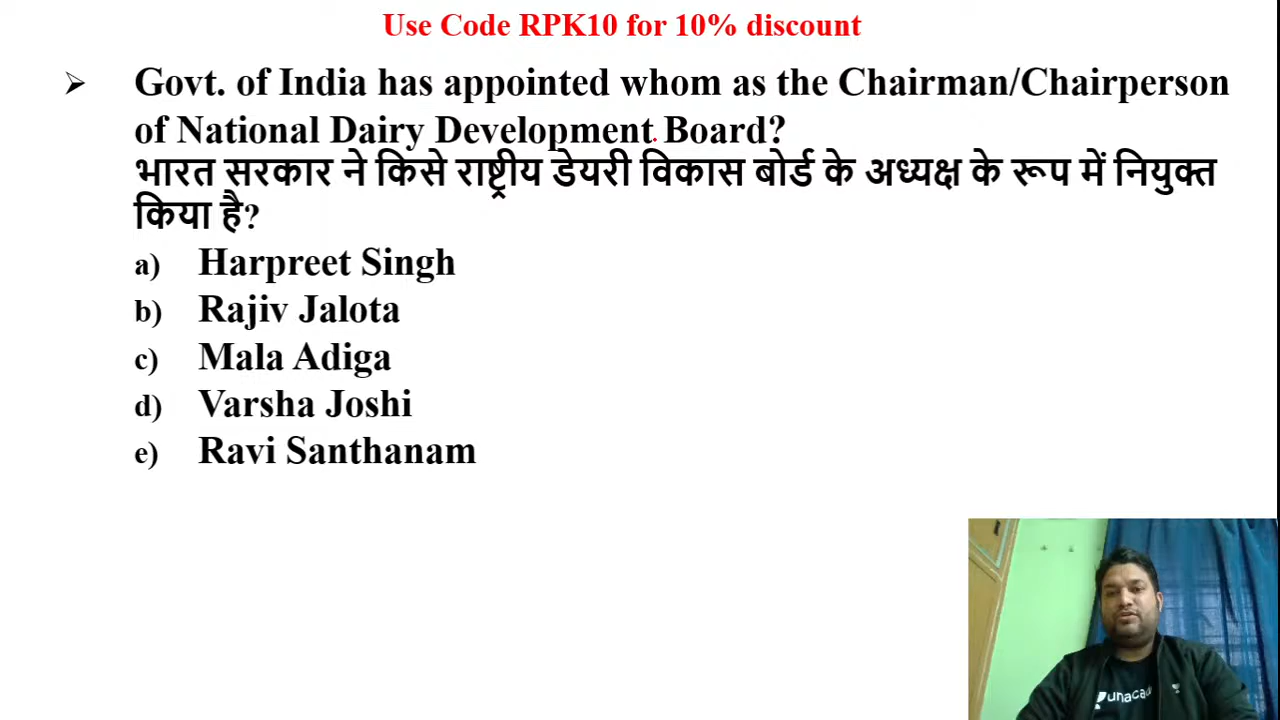 Use Code RPK10 for 10% discount
➢ Govt. of India has appointed whom as the Chairman/Chairperson
of National Dairy Development Board?
भारत सरकार ने किसे राष्ट्रीय डेयरी विकास बोर्ड के अध्यक्ष के रूप में नियुक्त
किया है?
a) Harpreet Singh
b) Rajiv Jalota
c) Mala Adiga
d) Varsha Joshi
e) Ravi Santhanam
unacad